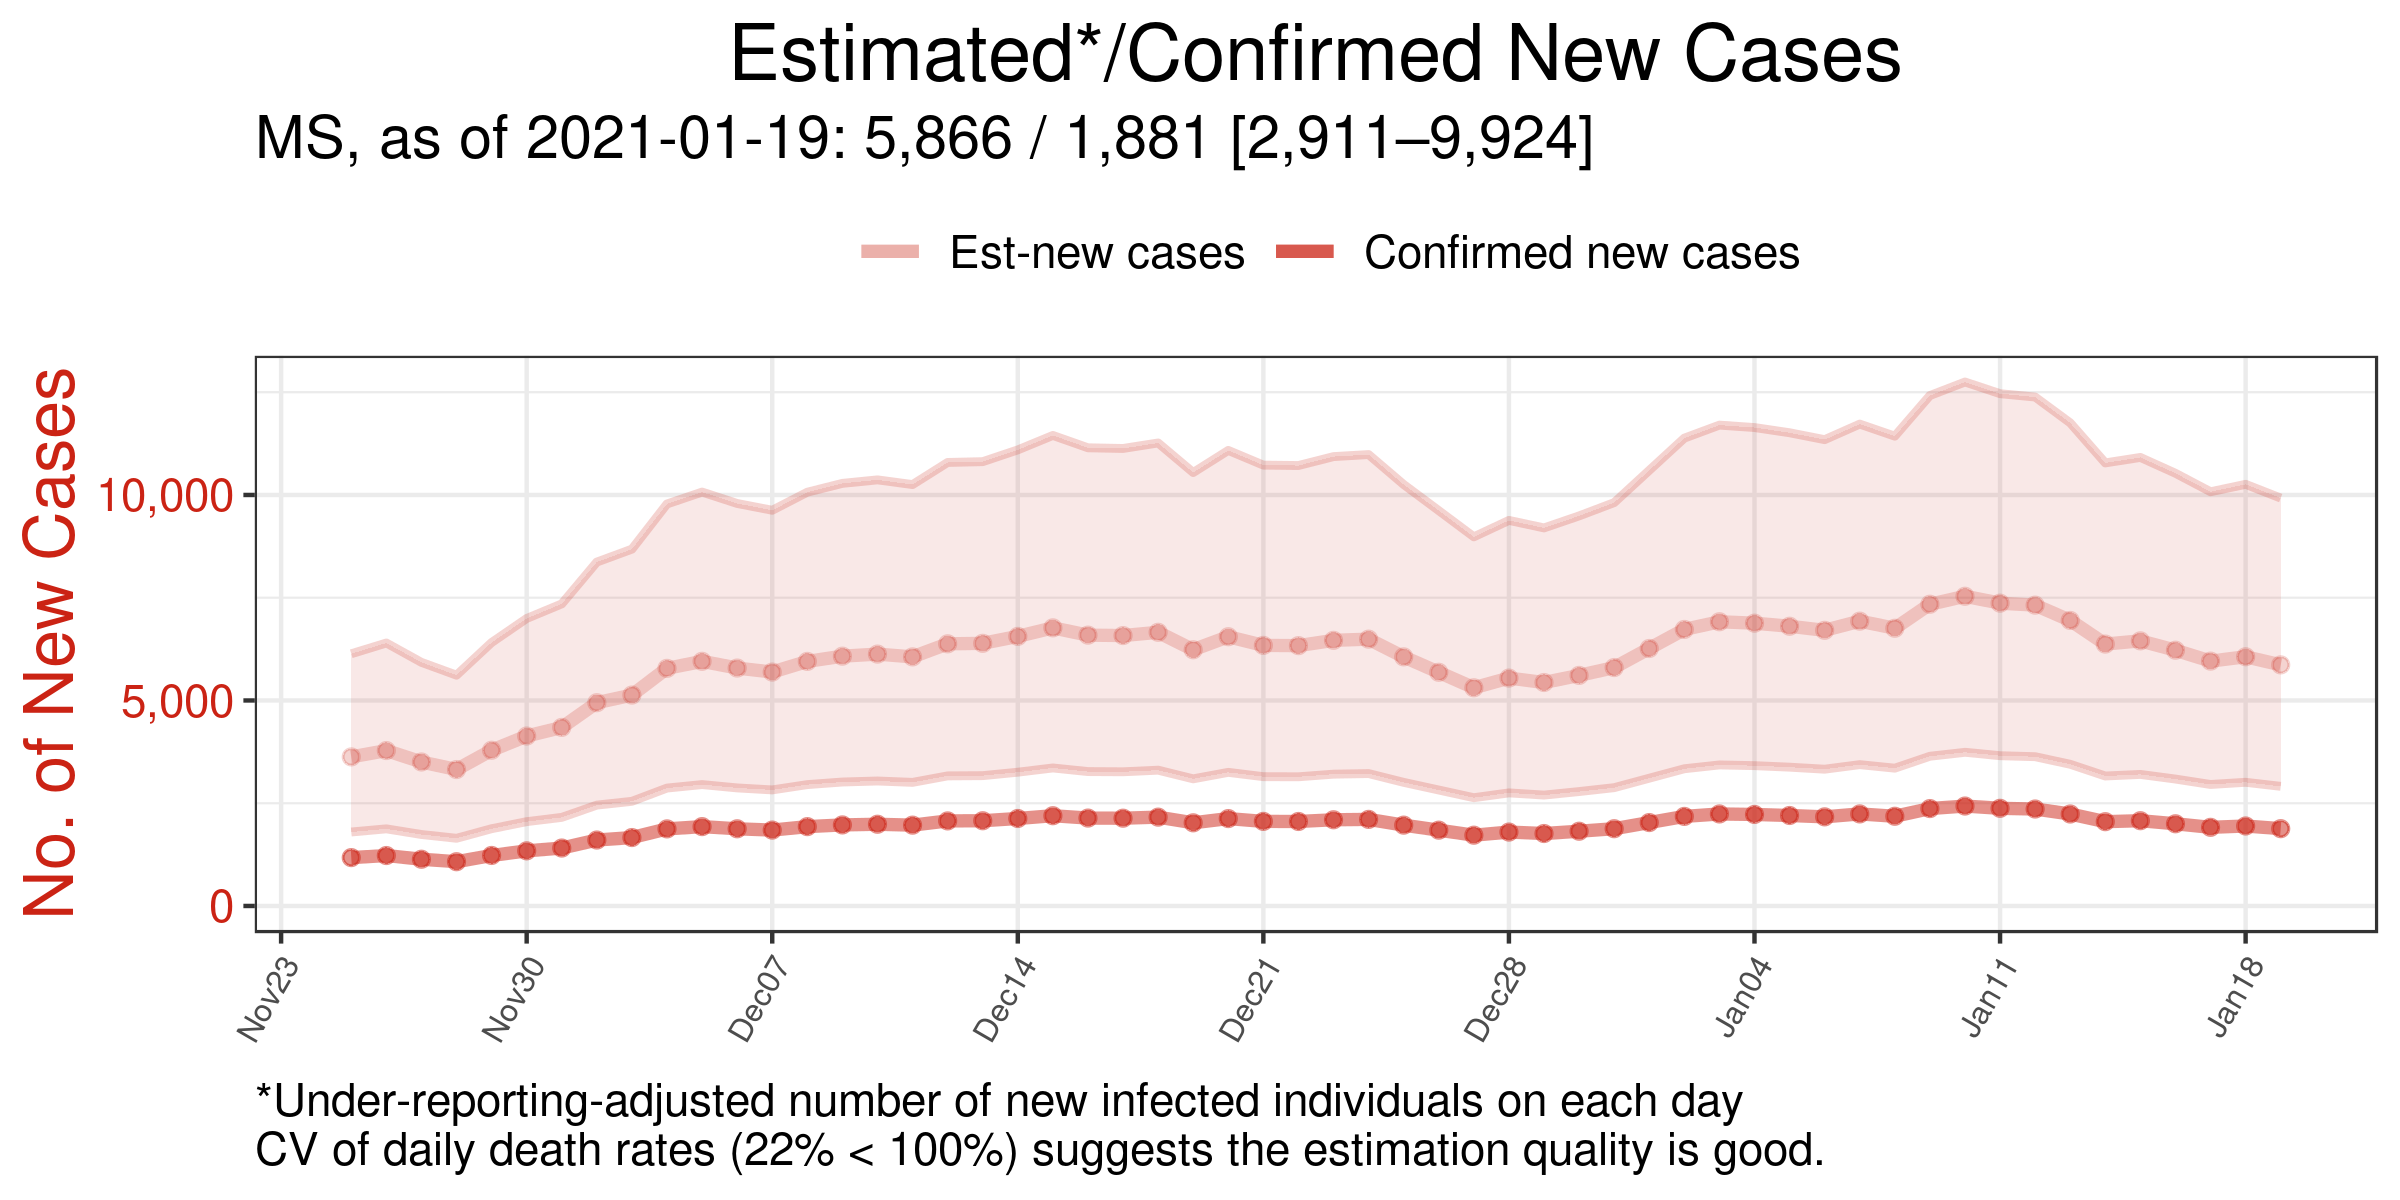 Estimated*/Confirmed New Cases
MS, as of 2021-01-19: 5,866 / 1,881 [2,911–9,924]
Est-new cases
Confirmed new cases
No. of New Cases
10,000
5,000
0
Nov23
Nov30
Dec07
Dec14
Dec21
Dec28
Jan04
Jan11
Jan18
*Under-reporting-adjusted number of new infected individuals on each day
CV of daily death rates (22% < 100%) suggests the estimation quality is good.